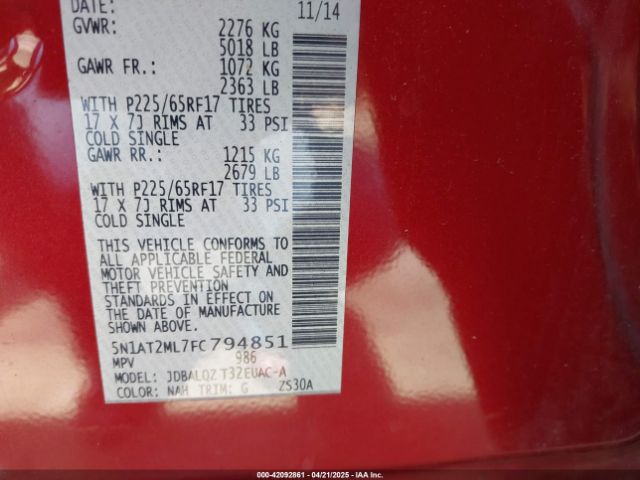 DATE: 11/14
GVWR: 2276 KG
5018 LB
GAWR FR.: 1072 KG
2363 LB
WITH P225/65RF17 TIRES
17 X 7J RIMS AT 33 PSI
COLD SINGLE
GAWR RR.: 1215 KG
2679 LB
WITH P225/65RF17 TIRES
17 X 7J RIMS AT 33 PSI
COLD SINGLE
THIS VEHICLE CONFORMS TO
ALL APPLICABLE FEDERAL
MOTOR VEHICLE SAFETY AND
THEFT PREVENTION
STANDARDS IN EFFECT ON
THE DATE OF MANUFACTURE
SHOWN ABOVE.
5N1AT2ML7FC794851
MPV 986
MODEL: JDBALQZ T32EUAC-A
COLOR: NAH TRIM: G ZS30A
000-42092861 - 04/21/2025 - IAAI, Inc.